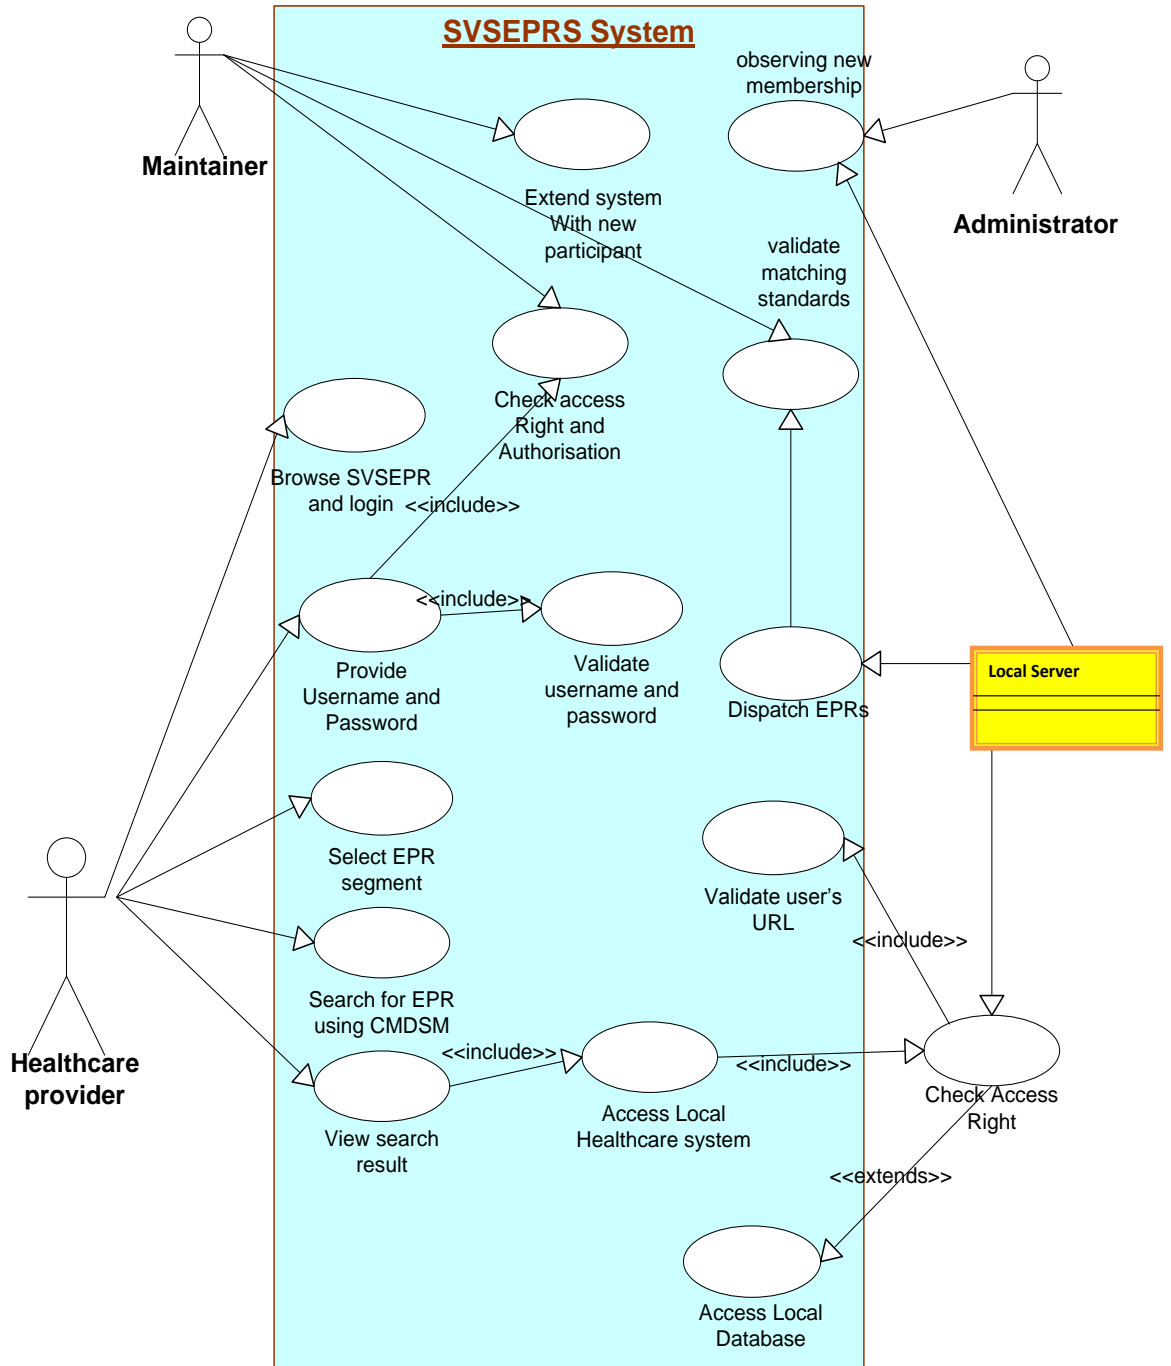 SVSEPRS System
observing new
membership
Maintainer
Administrator
Extend system
With new
participant
validate
matching
standards
Check access
Right and
Authorisation
Browse SVSEPR
and login
<<include>>
<<include>>
Provide
Username and
Password
Validate
username and
password
Local Server
Dispatch EPRs
Select EPR
segment
Validate user's
URL
<<include>>
Search for EPR
using CMDSM
Healthcare
provider
<<include>>
<<include>>
View search
result
Access Local
Healthcare system
Check Access
Right
<<extends>>
Access Local
Database